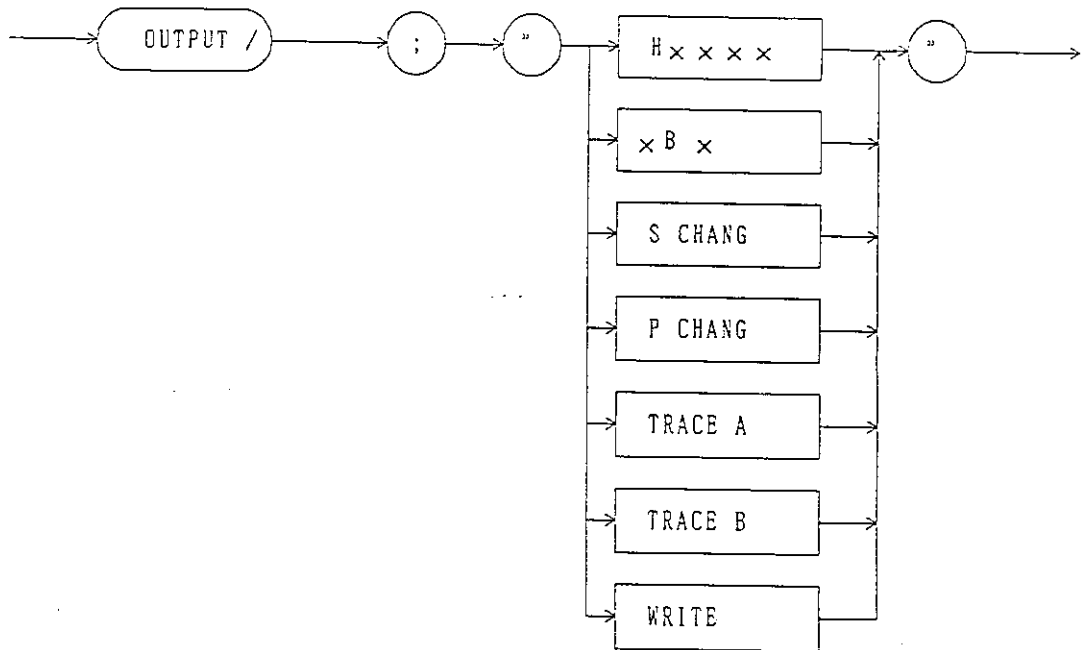 OUTPUT / ; " H×××× "
×B ×
S CHANG
P CHANG
TRACE A
TRACE B
WRITE